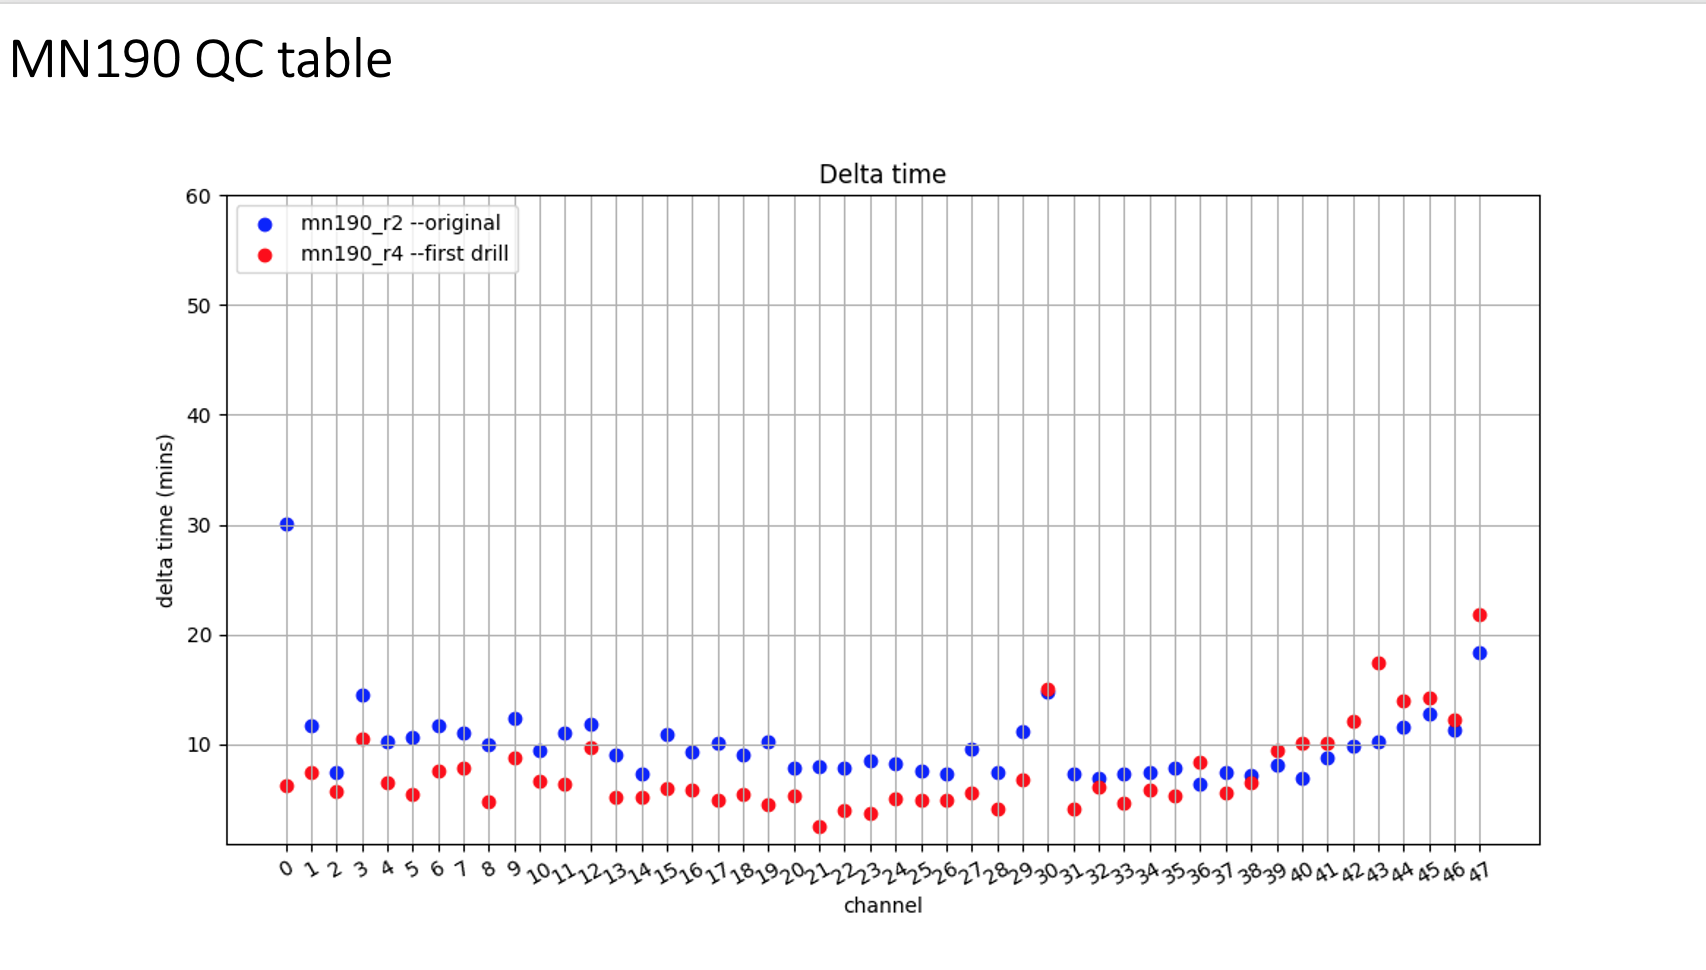 MN190 QC table
Delta time
mn190_r2 --original
mn190_r4 --first drill
60
50
40
30
20
10
delta time (mins)
0 1 2 3 4 5 6 7 8 9 10 11 12 13 14 15 16 17 18 19 20 21 22 23 24 25 26 27 28 29 30 31 32 33 34 35 36 37 38 39 40 41 42 43 44 45 46 47
channel